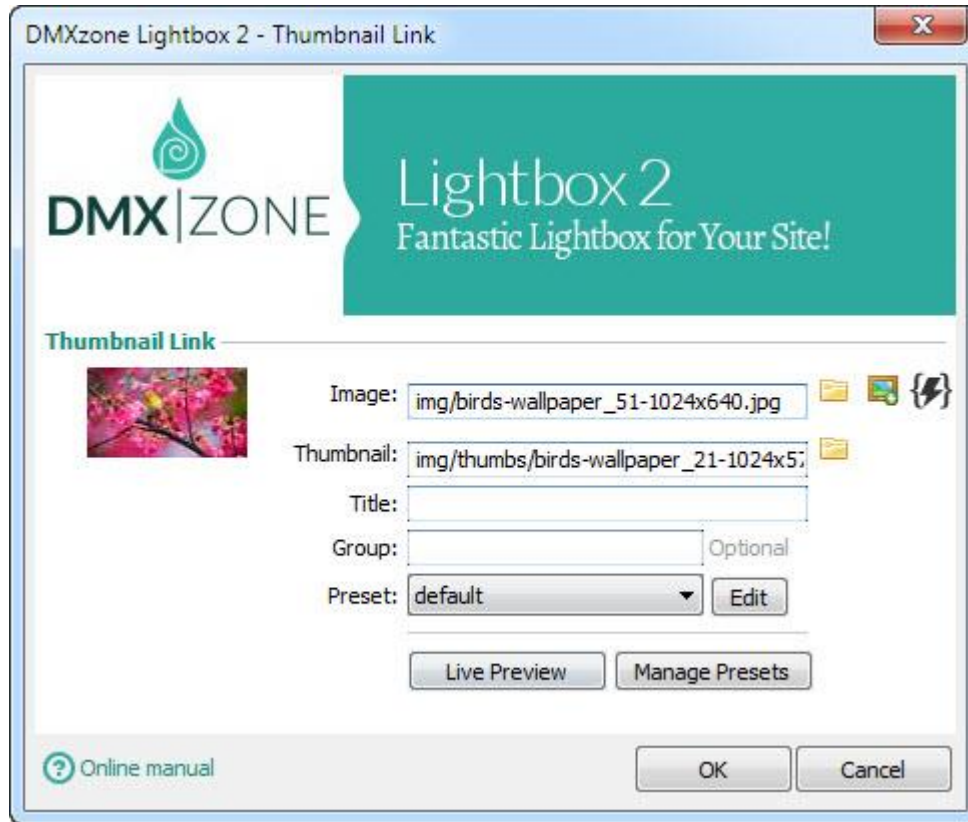 DMXzone Lightbox 2 - Thumbnail Link
DMX|ZONE
Lightbox 2
Fantastic Lightbox for Your Site!
Thumbnail Link
Image: img/birds-wallpaper_51-1024x640.jpg
Thumbnail: img/thumbs/birds-wallpaper_21-1024x57
Title:
Group: Optional
Preset: default Edit
Live Preview Manage Presets
? Online manual OK Cancel